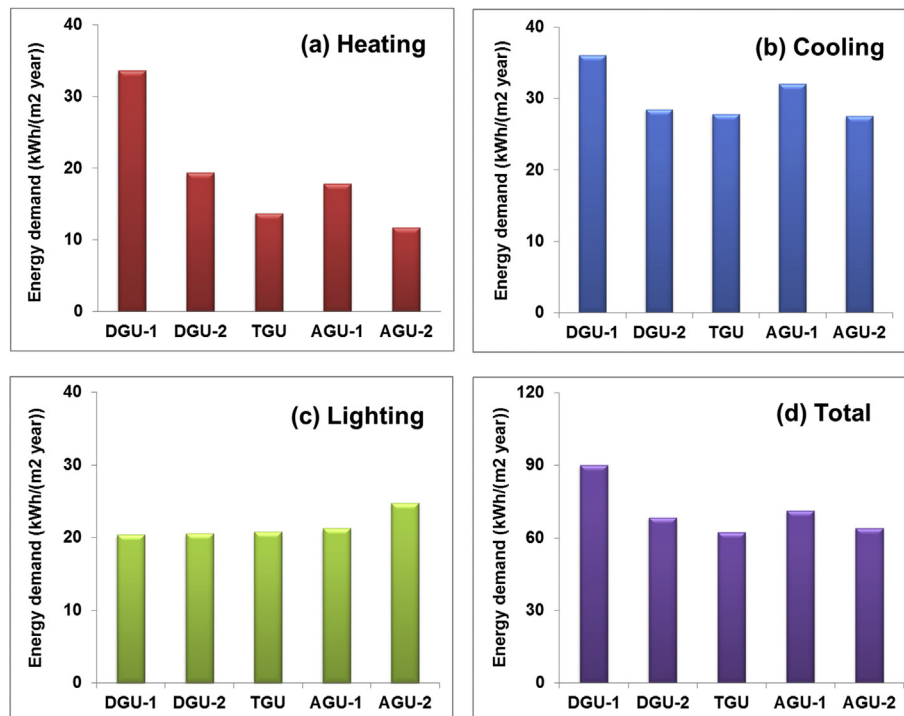 (a) Heating
Energy demand (kWh/(m2 year))
40
30
20
10
0
DGU-1 DGU-2 TGU AGU-1 AGU-2
(b) Cooling
Energy demand (kWh/(m2 year))
40
30
20
10
0
DGU-1 DGU-2 TGU AGU-1 AGU-2
(c) Lighting
Energy demand (kWh/(m2 year))
40
30
20
10
0
DGU-1 DGU-2 TGU AGU-1 AGU-2
(d) Total
Energy demand (kWh/(m2 year))
120
90
60
30
0
DGU-1 DGU-2 TGU AGU-1 AGU-2